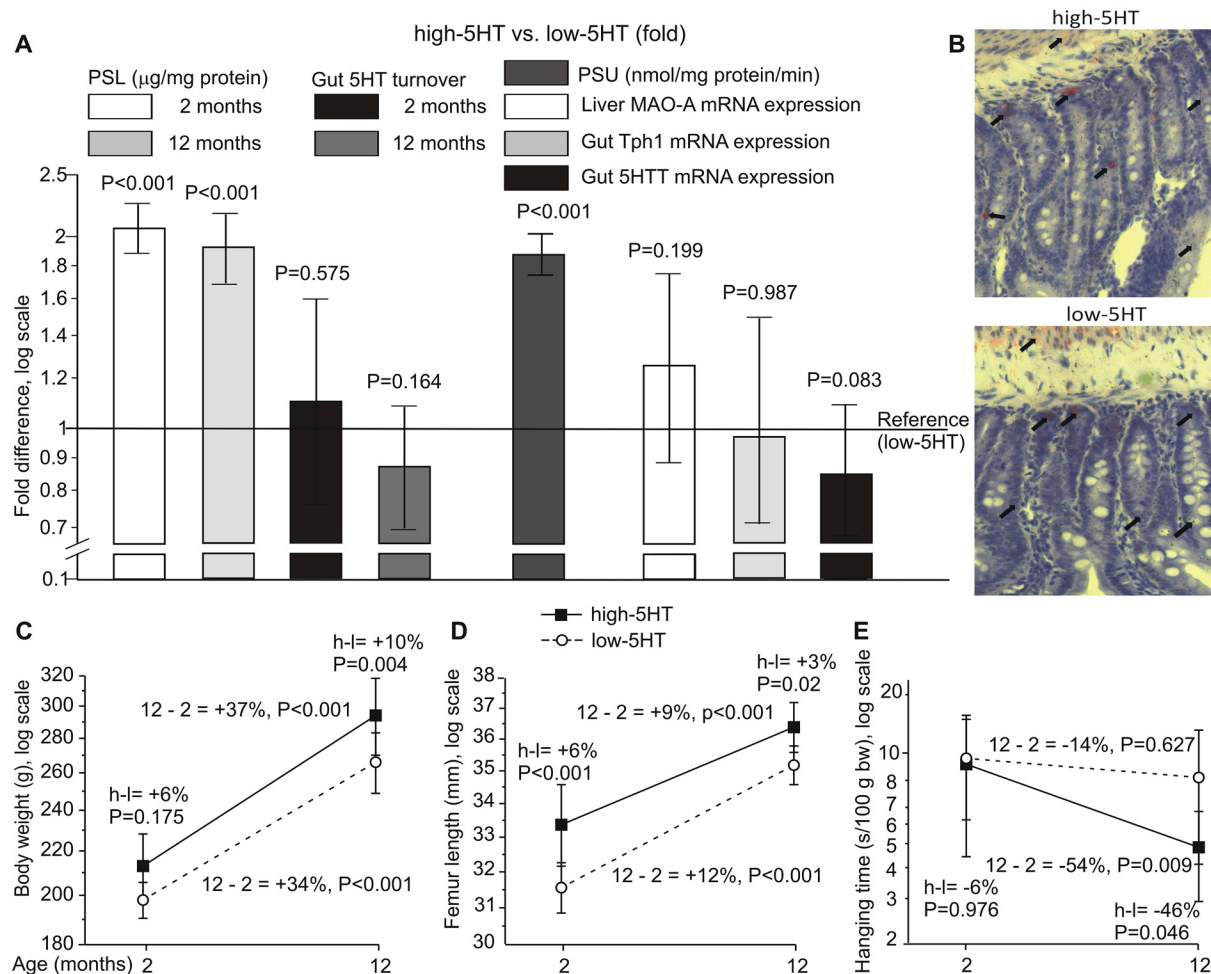 A
high-5HT vs. low-5HT (fold)
PSL (µg/mg protein)
2 months
12 months
Gut 5HT turnover
2 months
12 months
PSU (nmol/mg protein/min)
Liver MAO-A mRNA expression
Gut Tph1 mRNA expression
Gut 5HTT mRNA expression
Fold difference, log scale
2.5
2
1.8
1.6
1.4
1.2
1
0.9
0.8
0.7
0.1
P<0.001
P<0.001
P=0.575
P=0.164
P<0.001
P=0.199
P=0.987
P=0.083
Reference
(low-5HT)
B
high-5HT
low-5HT
high-5HT
low-5HT
C
Body weight (g), log scale
320
300
280
260
240
220
200
180
h-l= +10%
P=0.004
12 - 2 = +37%, P<0.001
h-l= +6%
P=0.175
12 - 2 = +34%, P<0.001
Age (months)
2
12
D
Femur length (mm), log scale
37
36
35
34
33
32
31
30
h-l= +3%
P=0.02
12 - 2 = +9%, p<0.001
h-l= +6%
P<0.001
12 - 2 = +12%, P<0.001
2
12
E
Hanging time (s/100 g bw), log scale
20
10
8
7
6
5
4
3
2
12 - 2 = -14%, P=0.627
12 - 2 = -54%, P=0.009
h-l= -6%
P=0.976
h-l= -46%
P=0.046
2
12